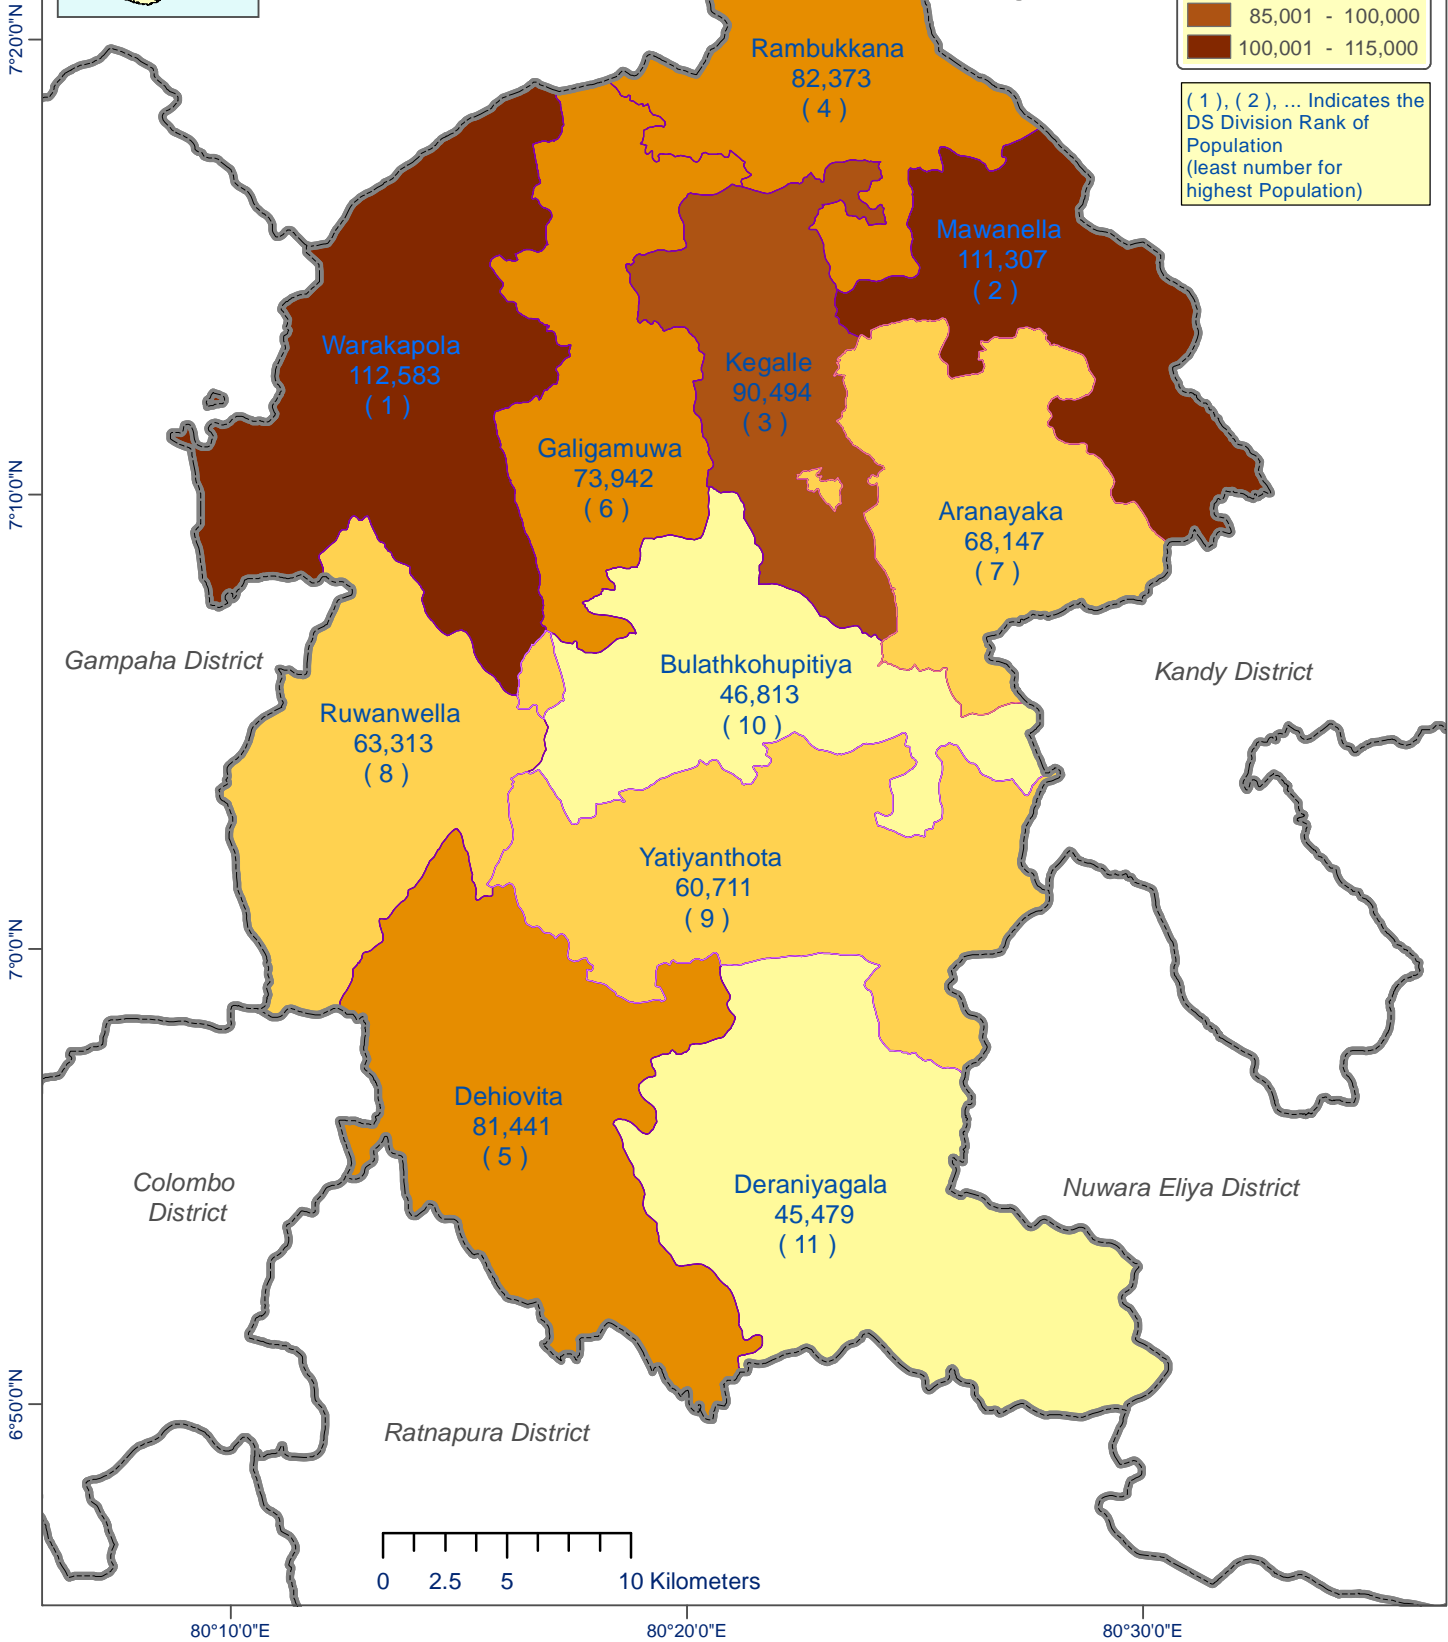 85,001 - 100,000
100,001 - 115,000
( 1 ), ( 2 ), ... Indicates the
DS Division Rank of
Population
(least number for
highest Population)
7°20'0"N
7°10'0"N
7°0'0"N
6°50'0"N
Rambukkana
82,373
( 4 )
Mawanella
111,307
( 2 )
Warakapola
112,583
( 1 )
Kegalle
90,494
( 3 )
Galigamuwa
73,942
( 6 )
Aranayaka
68,147
( 7 )
Gampaha District
Bulathkohupitiya
46,813
( 10 )
Kandy District
Ruwanwella
63,313
( 8 )
Yatiyanthota
60,711
( 9 )
Dehiovita
81,441
( 5 )
Colombo
District
Deraniyagala
45,479
( 11 )
Nuwara Eliya District
Ratnapura District
0 2.5 5 10 Kilometers
80°10'0"E 80°20'0"E 80°30'0"E